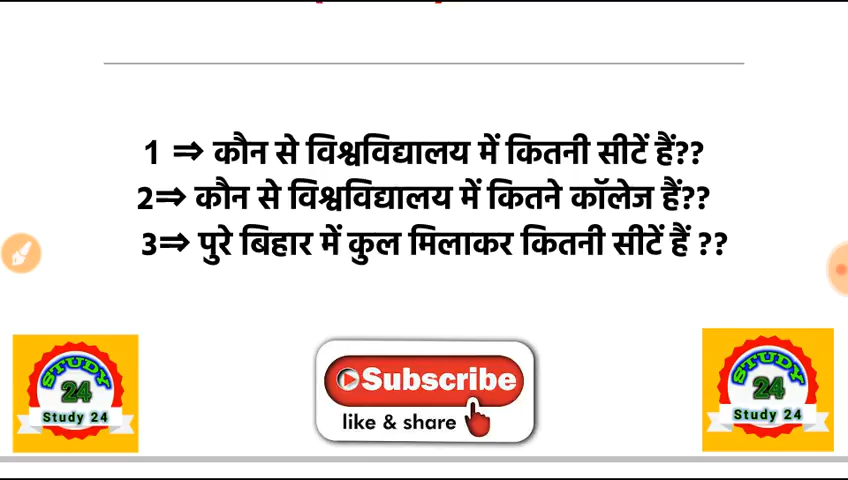 1 ⇒ कौन से विश्वविद्यालय में कितनी सीटें हैं??
2⇒ कौन से विश्वविद्यालय में कितने कॉलेज हैं??
3⇒ पुरे बिहार में कुल मिलाकर कितनी सीटें हैं ??
STUDY
24
Study 24
Subscribe
like & share
STUDY
24
Study 24